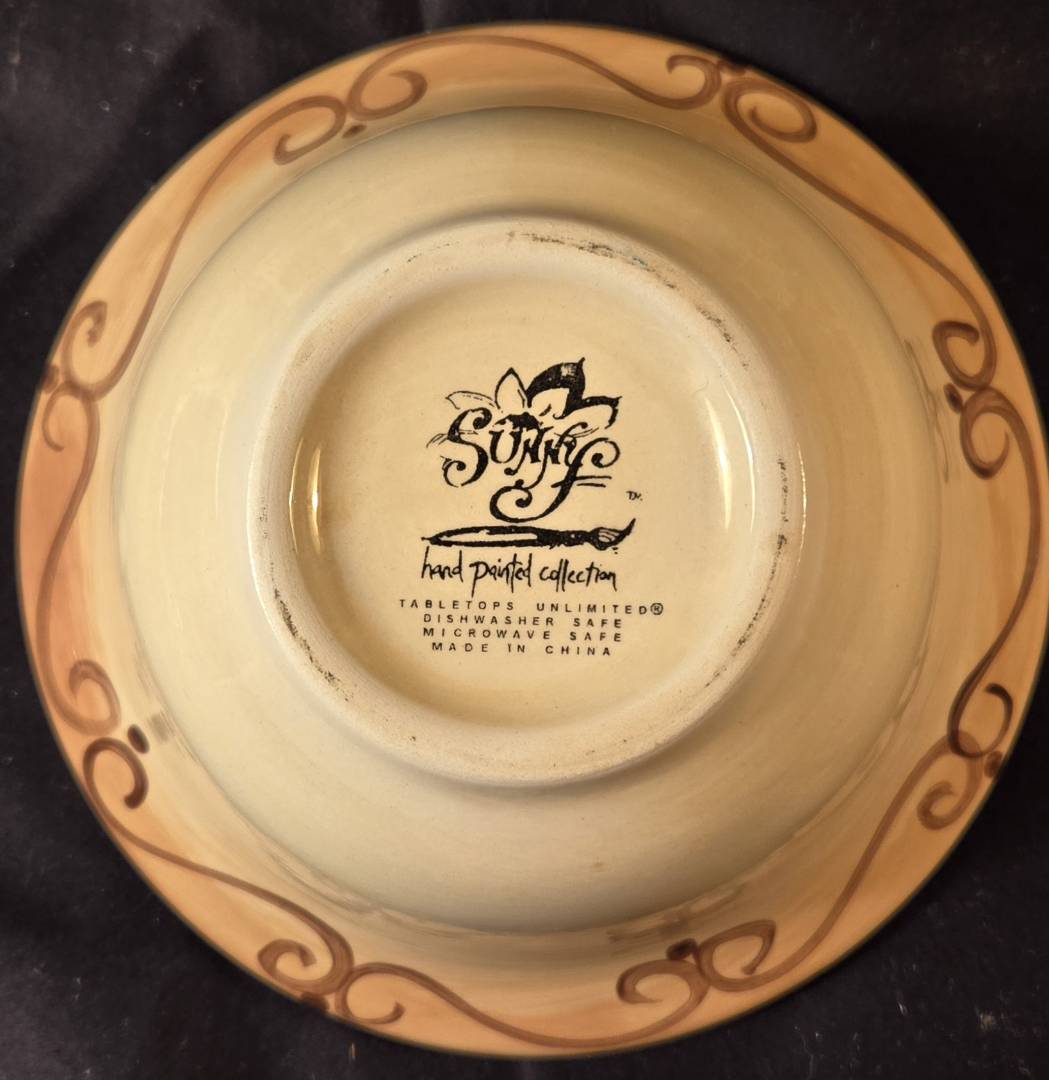 Sunny
TM.
hand painted collection
TABLETOPS UNLIMITED®
DISHWASHER SAFE
MICROWAVE SAFE
MADE IN CHINA